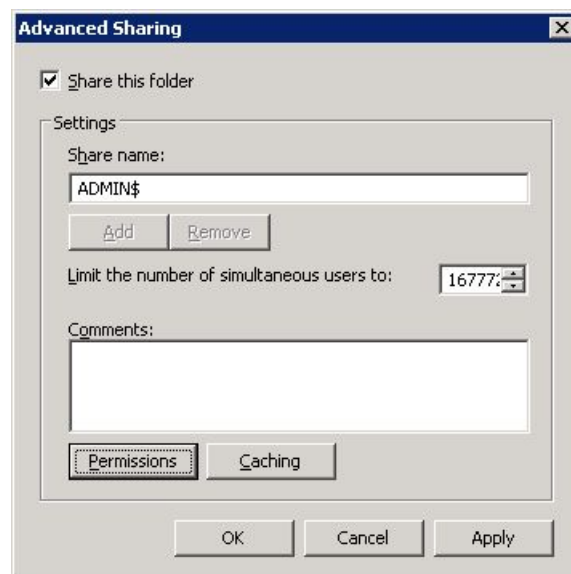 Advanced Sharing
Share this folder
Settings
Share name:
ADMIN$
Add Remove
Limit the number of simultaneous users to: 16777
Comments:
Permissions Caching
OK Cancel Apply